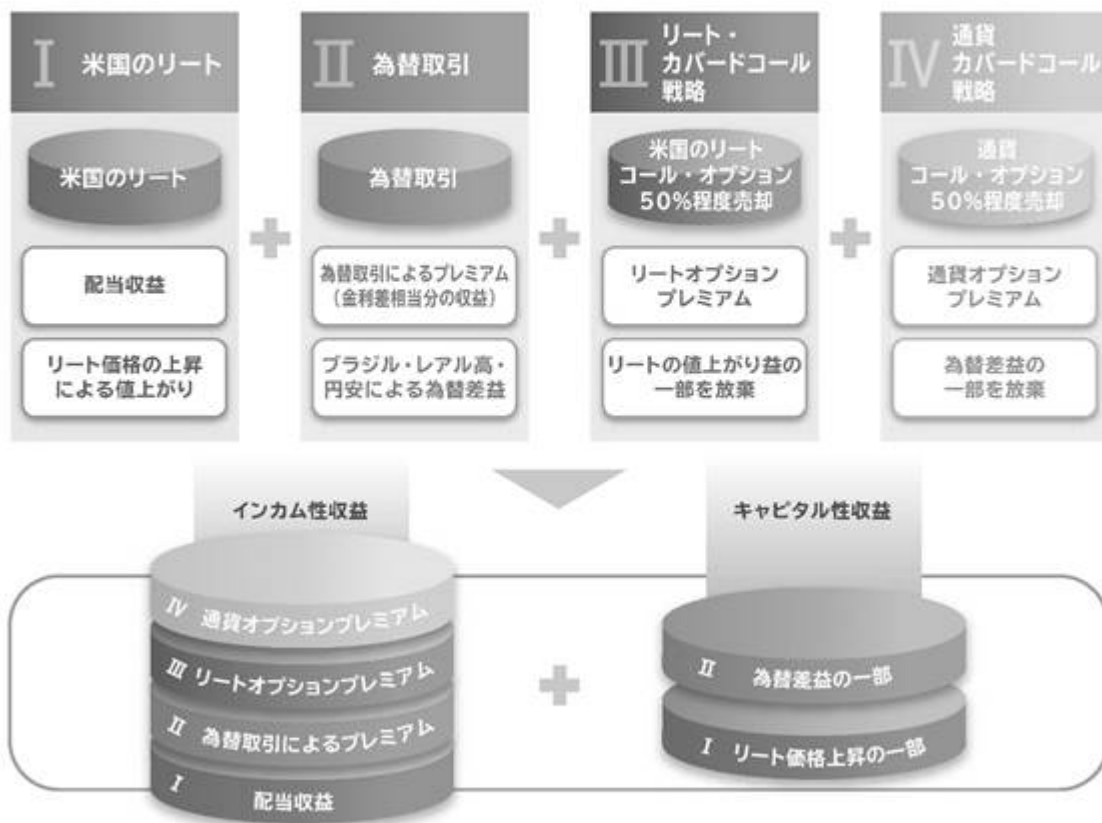 I 米国のリート
II 為替取引
III リート・
カバードコール
戦略
IV 通貨
カバードコール
戦略
米国のリート
為替取引
米国のリート
コール・オプション
50%程度売却
通貨
コール・オプション
50%程度売却
配当収益
為替取引によるプレミアム
(金利差相当分の収益)
リートオプション
プレミアム
通貨オプション
プレミアム
リート価格の上昇
による値上がり
ブラジル・レアル高・
円安による為替差益
リートの値上がり益の
一部を放棄
為替差益の
一部を放棄
インカム性収益
IV 通貨オプションプレミアム
III リートオプションプレミアム
II 為替取引によるプレミアム
I 配当収益
キャピタル性収益
II 為替差益の一部
I リート価格上昇の一部